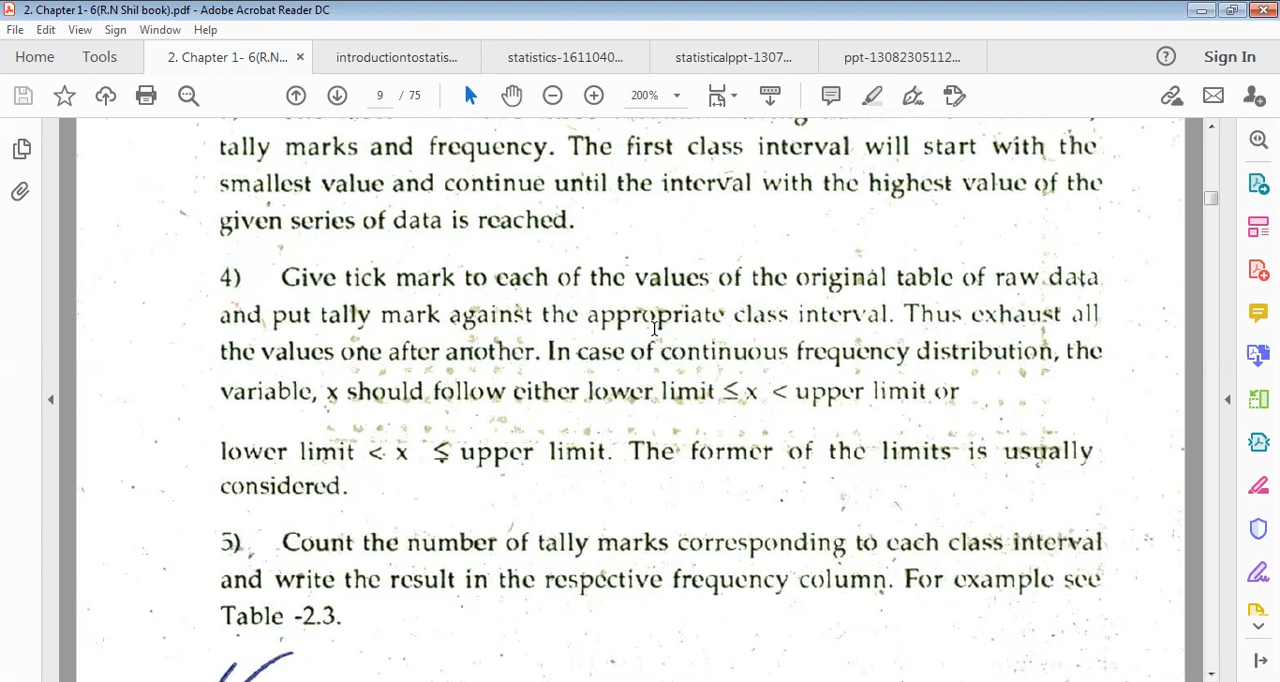 2. Chapter 1- 6(R.N Shil book).pdf - Adobe Acrobat Reader DC
File Edit View Sign Window Help
Home Tools 2. Chapter 1- 6(R.N... × introductiontostatis... statistics-1611040... statisticalppt-1307... ppt-13082305112... Sign In
9 / 75 200%
tally marks and frequency. The first class interval will start with the
smallest value and continue until the interval with the highest value of the
given series of data is reached.
4) Give tick mark to each of the values of the original table of raw data
and put tally mark against the appropriate class interval. Thus exhaust all
the values one after another. In case of continuous frequency distribution, the
variable, x should follow either lower limit ≤ x < upper limit or
lower limit < x ≤ upper limit. The former of the limits is usually
considered.
5) Count the number of tally marks corresponding to each class interval
and write the result in the respective frequency column. For example see
Table -2.3.